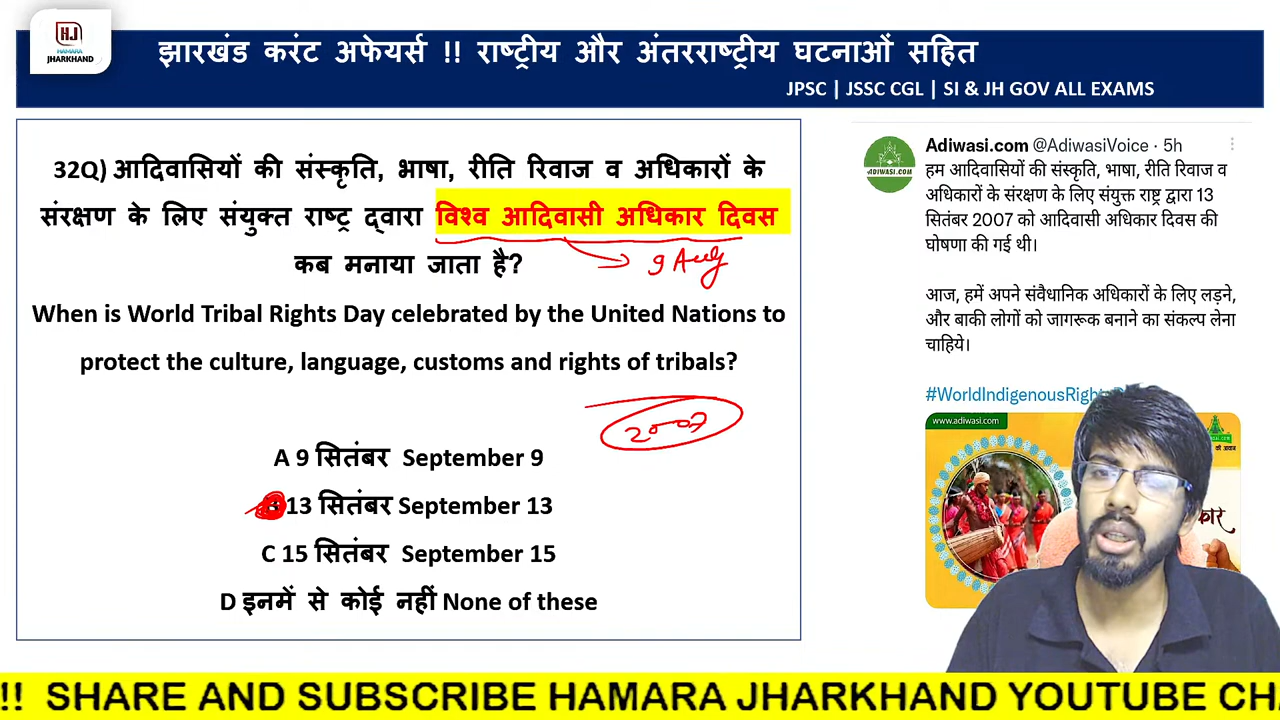 HJ
HAMARA
JHARKHAND
झारखंड करंट अफेयर्स !! राष्ट्रीय और अंतरराष्ट्रीय घटनाओं सहित
JPSC | JSSC CGL | SI & JH GOV ALL EXAMS
32Q) आदिवासियों की संस्कृति, भाषा, रीति रिवाज व अधिकारों के
संरक्षण के लिए संयुक्त राष्ट्र द्वारा विश्व आदिवासी अधिकार दिवस
कब मनाया जाता है?
9 Aug
When is World Tribal Rights Day celebrated by the United Nations to
protect the culture, language, customs and rights of tribals?
2007
A 9 सितंबर September 9
13 सितंबर September 13
C 15 सितंबर September 15
D इनमें से कोई नहीं None of these
Adiwasi.com @AdiwasiVoice · 5h
हम आदिवासियों की संस्कृति, भाषा, रीति रिवाज व
अधिकारों के संरक्षण के लिए संयुक्त राष्ट्र द्वारा 13
सितंबर 2007 को आदिवासी अधिकार दिवस की
घोषणा की गई थी।
आज, हमें अपने संवैधानिक अधिकारों के लिए लड़ने,
और बाकी लोगों को जागरूक बनाने का संकल्प लेना
चाहिये।
ADIWASI.COM
www.adiwasi.com
!! SHARE AND SUBSCRIBE HAMARA JHARKHAND YOUTUBE